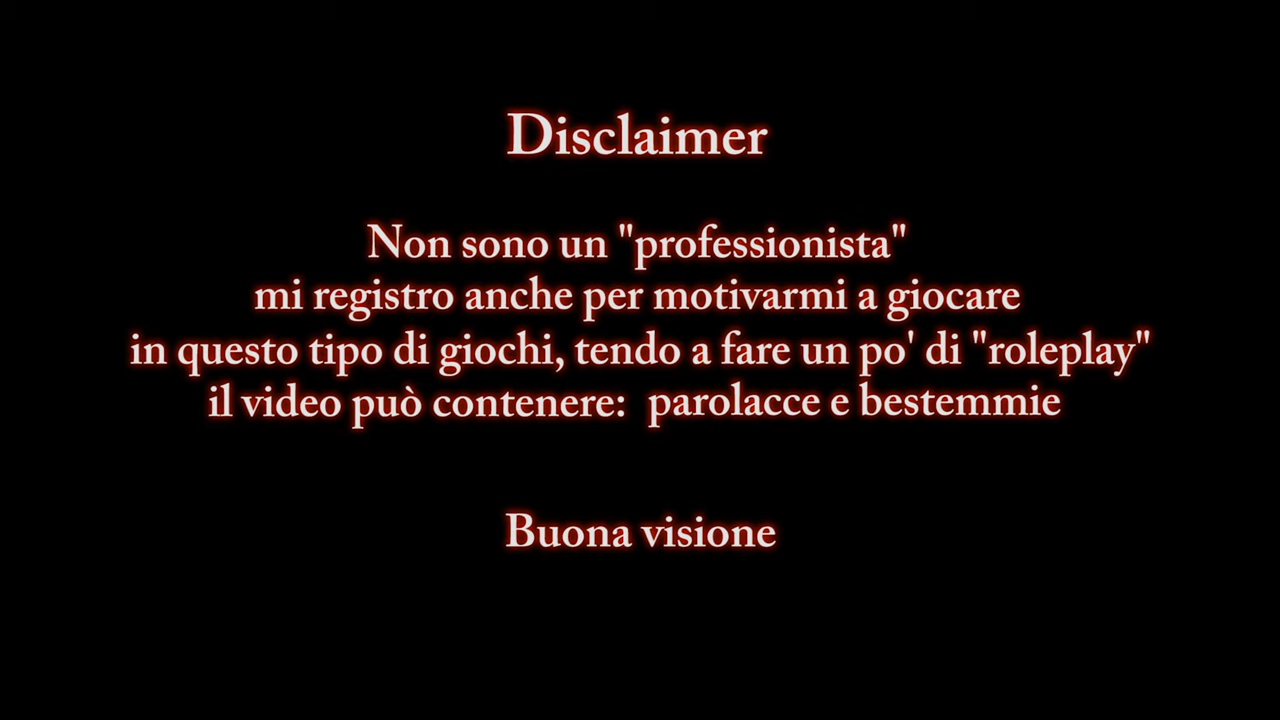 Disclaimer
Non sono un "professionista"
mi registro anche per motivarmi a giocare
in questo tipo di giochi, tendo a fare un po' di "roleplay"
il video può contenere: parolacce e bestemmie
Buona visione